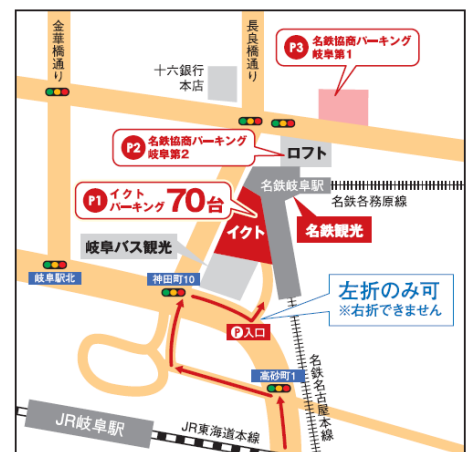 金華橋通り
長良橋通り
P3 名鉄協商パーキング
岐阜第1
十六銀行
本店
P2 名鉄協商パーキング
岐阜第2
ロフト
名鉄岐阜駅
名鉄各務原線
P1 イクト
パーキング 70台
イクト
名鉄観光
岐阜バス観光
岐阜駅北
神田町10
左折のみ可
※右折できません
P入口
高砂町1
名鉄名古屋本線
JR岐阜駅
JR東海道本線